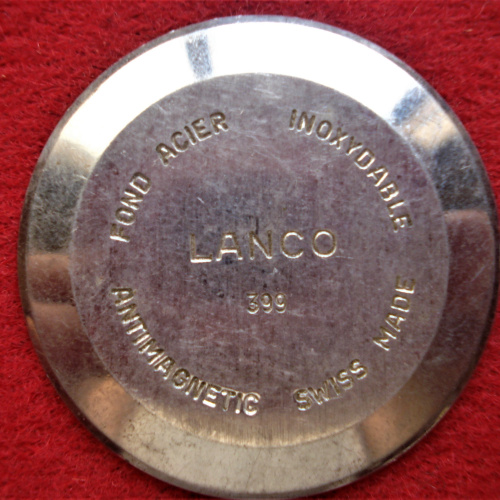 FOND ACIER INOXYDABLE
LANCO
399
ANTIMAGNETIC SWISS MADE